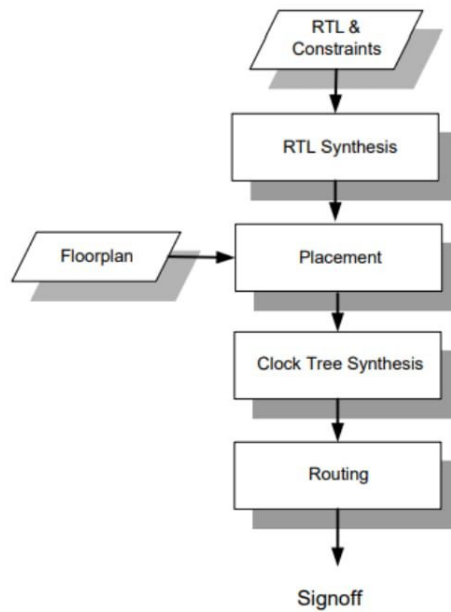 RTL &
Constraints
RTL Synthesis
Floorplan
Placement
Clock Tree Synthesis
Routing
Signoff